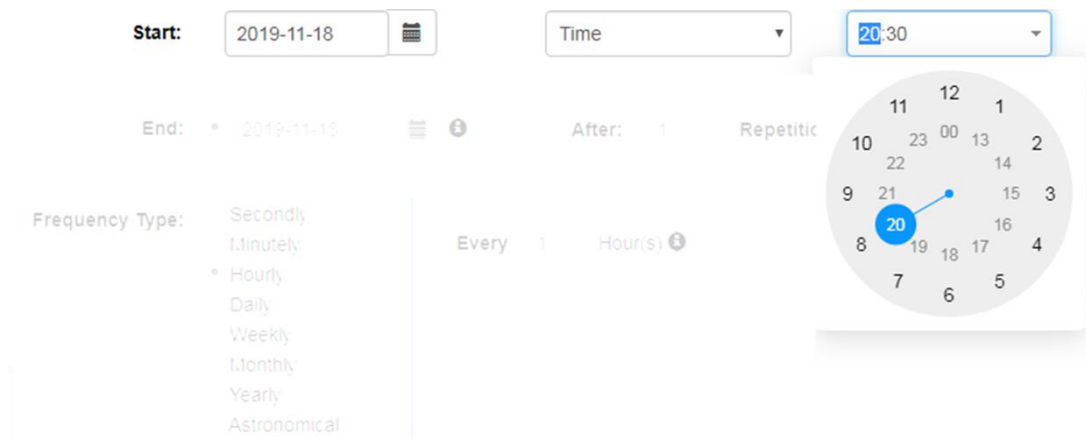 Start: 2019-11-18 Time 20:30
End: 2019-11-18 After: 1 Repetitic
Frequency Type:
Secondly
Minutely
Hourly
Daily
Weekly
Monthly
Yearly
Astronomical
Every 1 Hour(s)
12
11 1
00
23 13
10 2
22 14
9 21 15 3
20 16
8 4
19 17
18
7 5
6